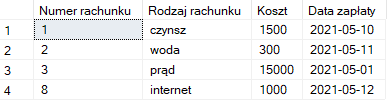 Numer rachunku Rodzaj rachunku Koszt Data zapłaty
1 1 czynsz 1500 2021-05-10
2 2 woda 300 2021-05-11
3 3 prąd 15000 2021-05-01
4 8 internet 1000 2021-05-12